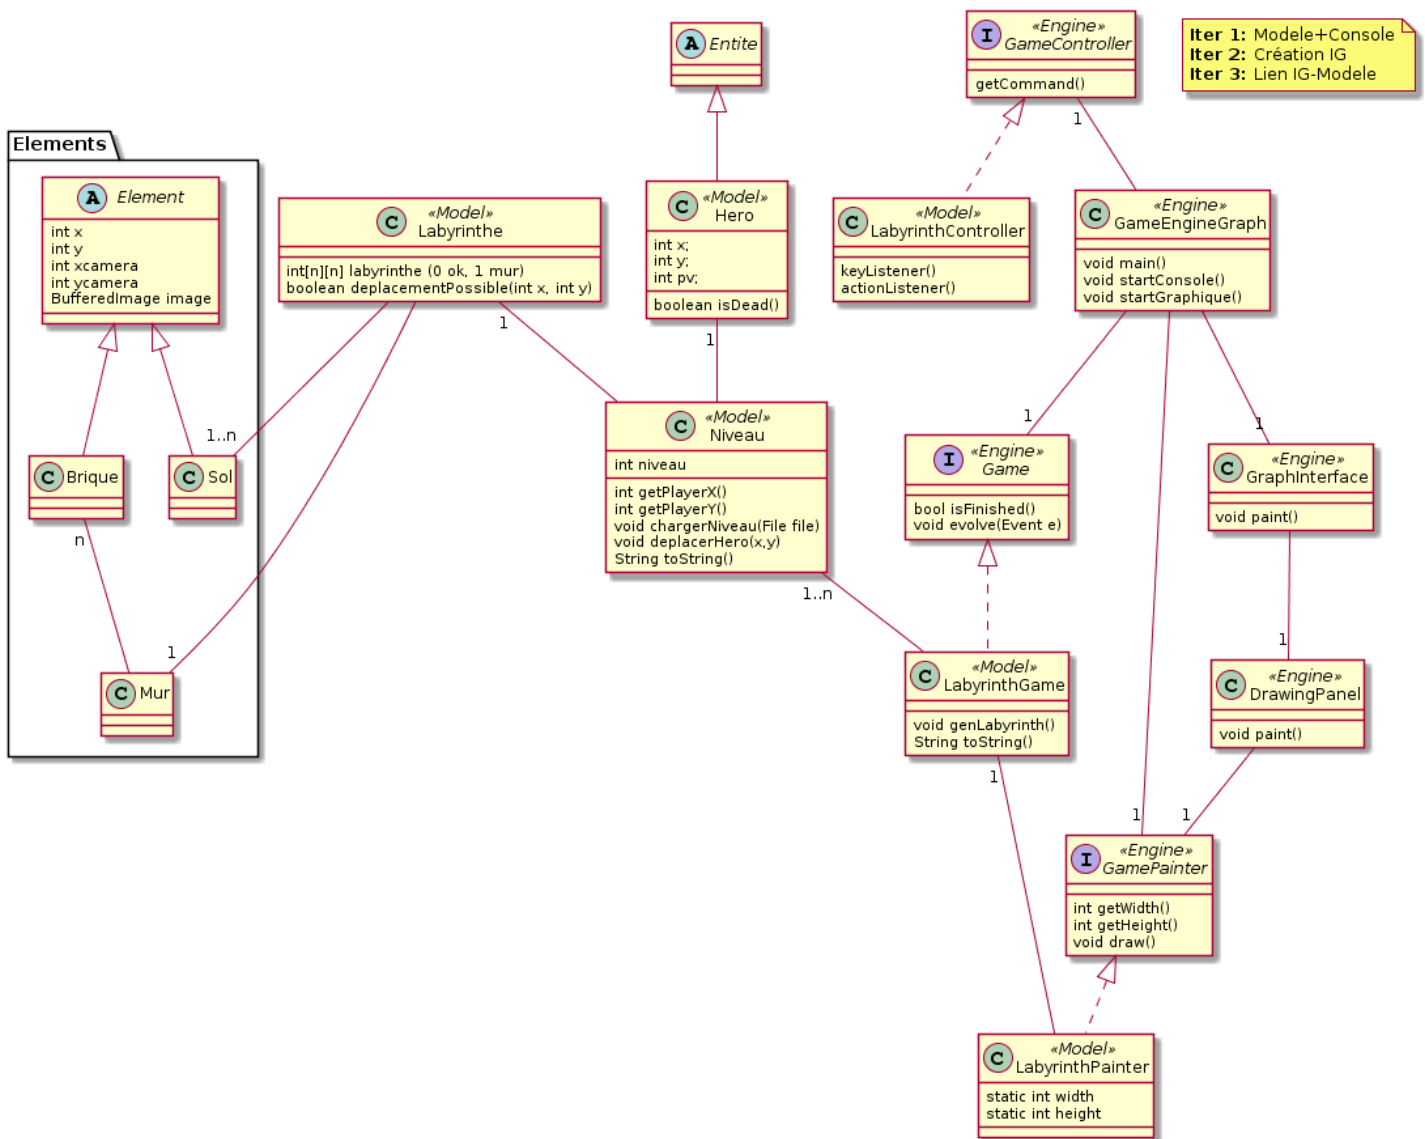 A Entite
I «Engine»
GameController
getCommand()
Iter 1: Modele+Console
Iter 2: Création IG
Iter 3: Lien IG-Modele
Elements
A Element
int x
int y
int xcamera
int ycamera
BufferedImage image
C «Model»
Labyrinthe
int[n][n] labyrinthe (0 ok, 1 mur)
boolean deplacementPossible(int x, int y)
C «Model»
Hero
int x;
int y;
int pv;
boolean isDead()
C «Model»
LabyrinthController
keyListener()
actionListener()
1
C «Engine»
GameEngineGraph
void main()
void startConsole()
void startGraphique()
1
1
1..n
C Brique
C Sol
n
1
C Mur
C «Model»
Niveau
int niveau
int getPlayerX()
int getPlayerY()
void chargerNiveau(File file)
void deplacerHero(x,y)
String toString()
1..n
1
1
I «Engine»
Game
bool isFinished()
void evolve(Event e)
C «Engine»
GraphInterface
void paint()
1
C «Model»
LabyrinthGame
void genLabyrinth()
String toString()
1
C «Engine»
DrawingPanel
void paint()
1
1
I «Engine»
GamePainter
int getWidth()
int getHeight()
void draw()
C «Model»
LabyrinthPainter
static int width
static int height